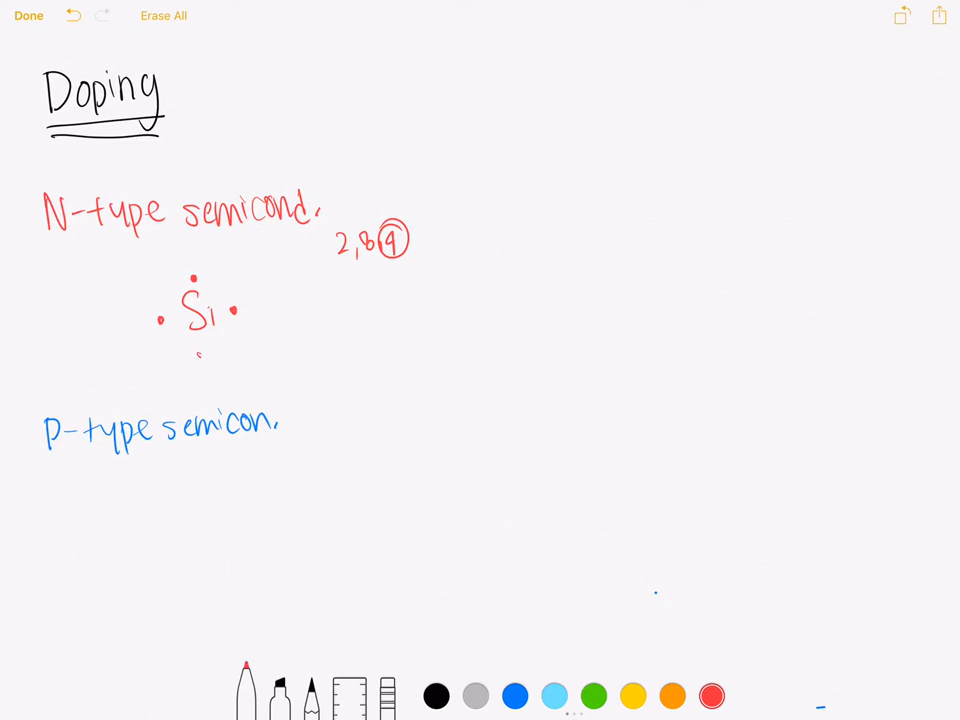 Done
Erase All
Doping
N-type semicond.
2,8 4
Si
P-type semicon.